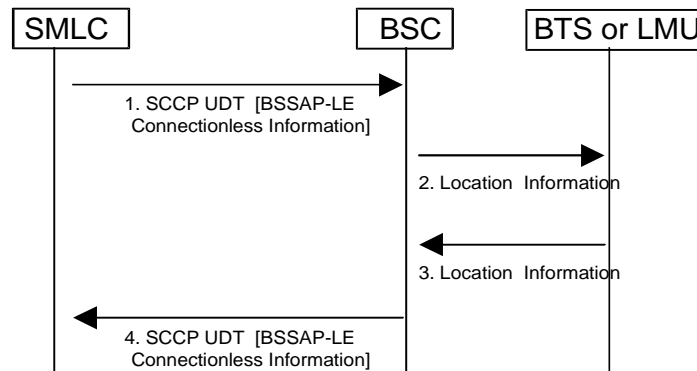 SMLC
BSC
BTS or LMU
1. SCCP UDT [BSSAP-LE
Connectionless Information]
2. Location Information
3. Location Information
4. SCCP UDT [BSSAP-LE
Connectionless Information]